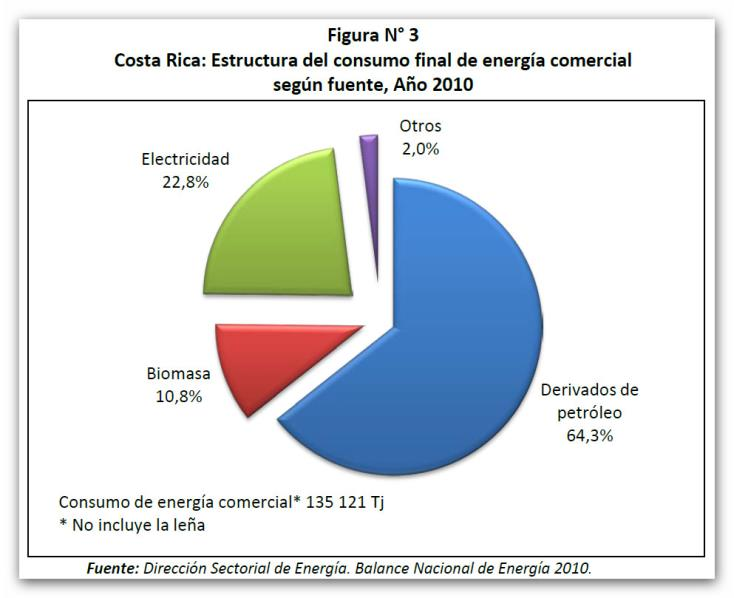 Figura N° 3
Costa Rica: Estructura del consumo final de energía comercial
según fuente, Año 2010
Otros
2,0%
Electricidad
22,8%
Biomasa
10,8%
Derivados de
petróleo
64,3%
Consumo de energía comercial* 135 121 Tj
* No incluye la leña
Fuente: Dirección Sectorial de Energía. Balance Nacional de Energía 2010.